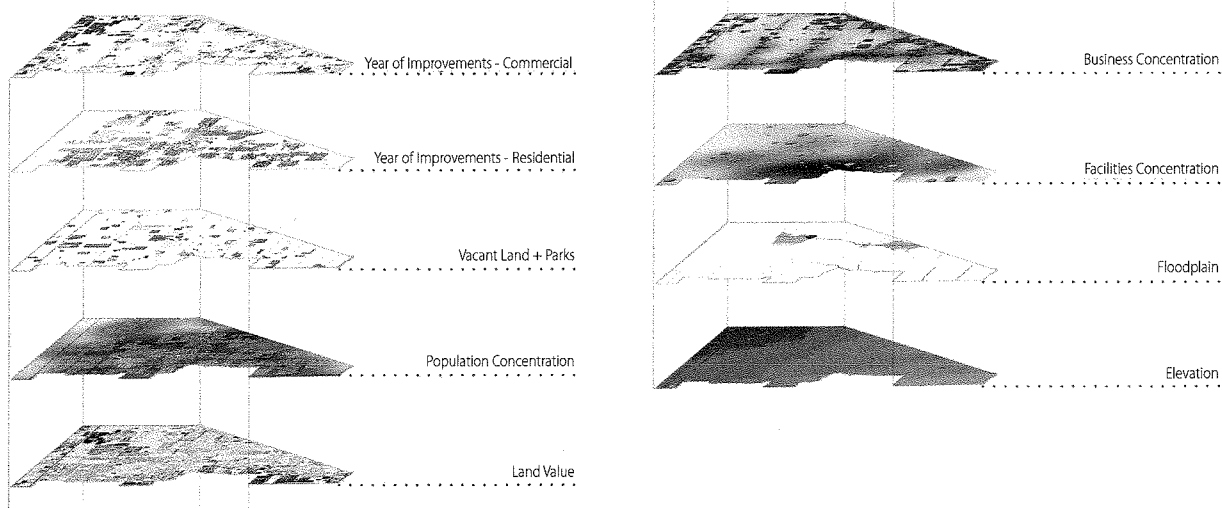 Year of Improvements - Commercial
Year of Improvements - Residential
Vacant Land + Parks
Population Concentration
Land Value
Business Concentration
Facilities Concentration
Floodplain
Elevation